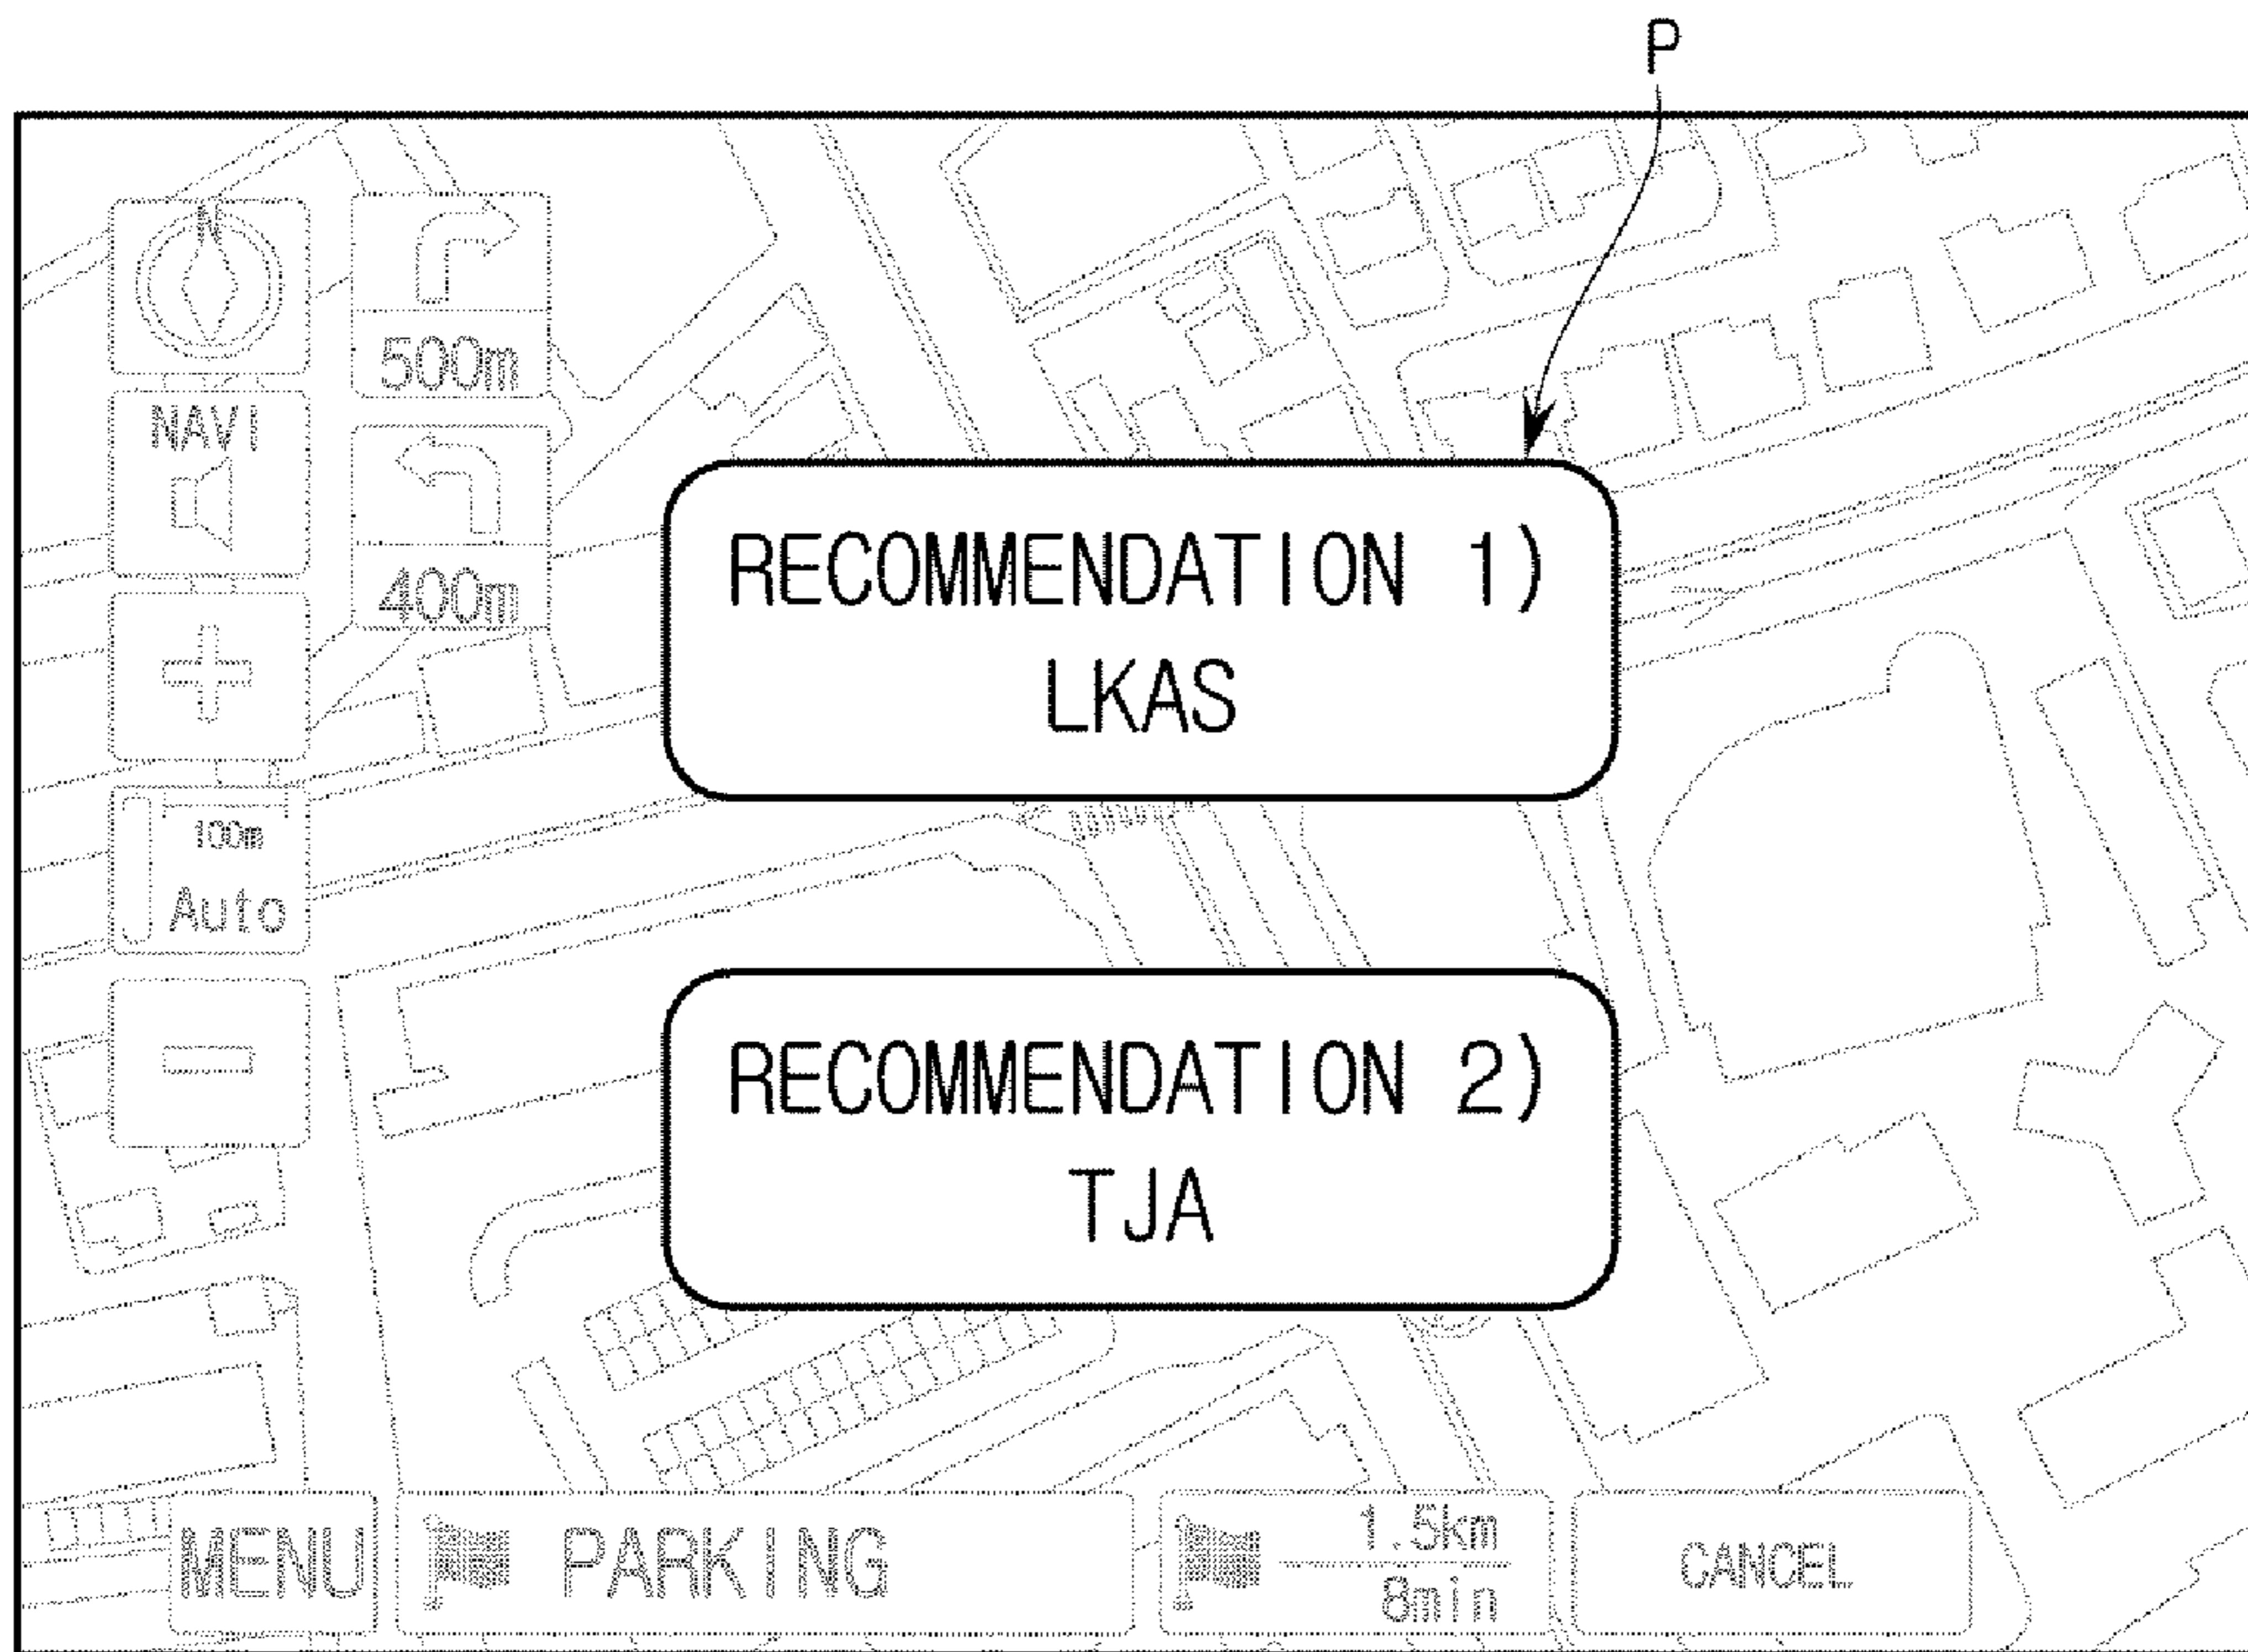 P
N
500m
NAVI
400m
RECOMMENDATION 1)
LKAS
100m
Auto
RECOMMENDATION 2)
TJA
MENU
PARKING
1.5km
8min
CANCEL